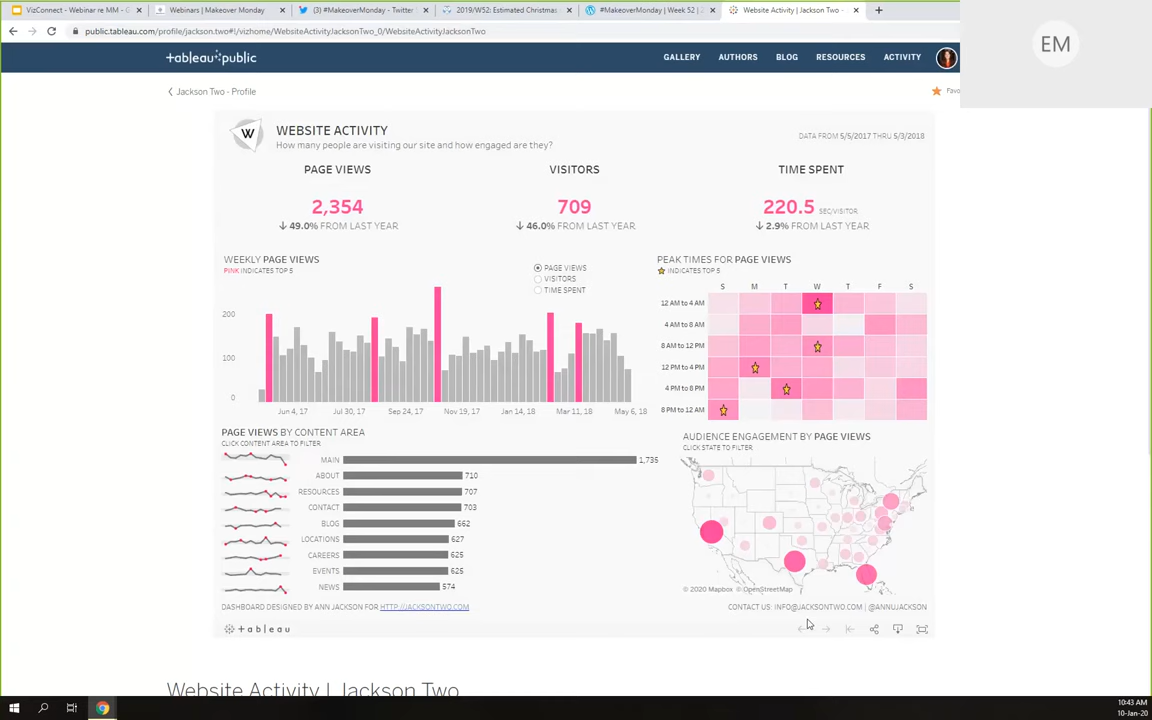 VizConnect - Webinar re MM - G
Webinars | Makeover Monday
(3) #MakeoverMonday - Twitter
2019/W52: Estimated Christmas
#MakeoverMonday | Week 52 |
Website Activity | Jackson Two -
public.tableau.com/profile/jackson.two#!/vizhome/WebsiteActivityJacksonTwo_0/WebsiteActivityJacksonTwo
EM
+ableau public
GALLERY AUTHORS BLOG RESOURCES ACTIVITY
Jackson Two - Profile
Favo
W
WEBSITE ACTIVITY
How many people are visiting our site and how engaged are they?
DATA FROM 5/5/2017 THRU 5/3/2018
PAGE VIEWS
2,354
↓ 49.0% FROM LAST YEAR
VISITORS
709
↓ 46.0% FROM LAST YEAR
TIME SPENT
220.5 SEC/VISITOR
↓ 2.9% FROM LAST YEAR
WEEKLY PAGE VIEWS
PINK INDICATES TOP 5
PAGE VIEWS
VISITORS
TIME SPENT
200
100
0
Jun 4, 17 Jul 30, 17 Sep 24, 17 Nov 19, 17 Jan 14, 18 Mar 11, 18 May 6, 18
PEAK TIMES FOR PAGE VIEWS
INDICATES TOP 5
S M T W T F S
12 AM to 4 AM
4 AM to 8 AM
8 AM to 12 PM
12 PM to 4 PM
4 PM to 8 PM
8 PM to 12 AM
PAGE VIEWS BY CONTENT AREA
CLICK CONTENT AREA TO FILTER
MAIN 1,735
ABOUT 710
RESOURCES 707
CONTACT 703
BLOG 662
LOCATIONS 627
CAREERS 625
EVENTS 625
NEWS 574
AUDIENCE ENGAGEMENT BY PAGE VIEWS
CLICK STATE TO FILTER
© 2020 Mapbox © OpenStreetMap
DASHBOARD DESIGNED BY ANN JACKSON FOR HTTP://JACKSONTWO.COM
CONTACT US: INFO@JACKSONTWO.COM | @ANNUJACKSON
+ableau
Website Activity | Jackson Two
10:43 AM
10-Jan-20